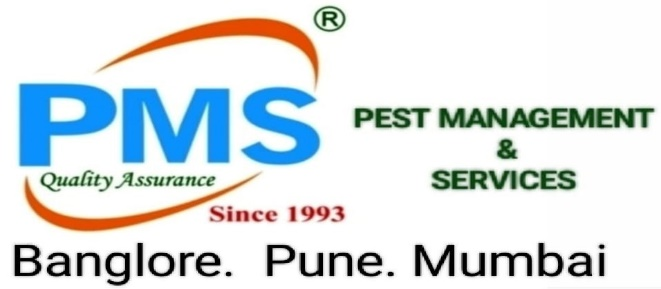 ®
PMS
Quality Assurance
Since 1993
PEST MANAGEMENT
&
SERVICES
Banglore. Pune. Mumbai